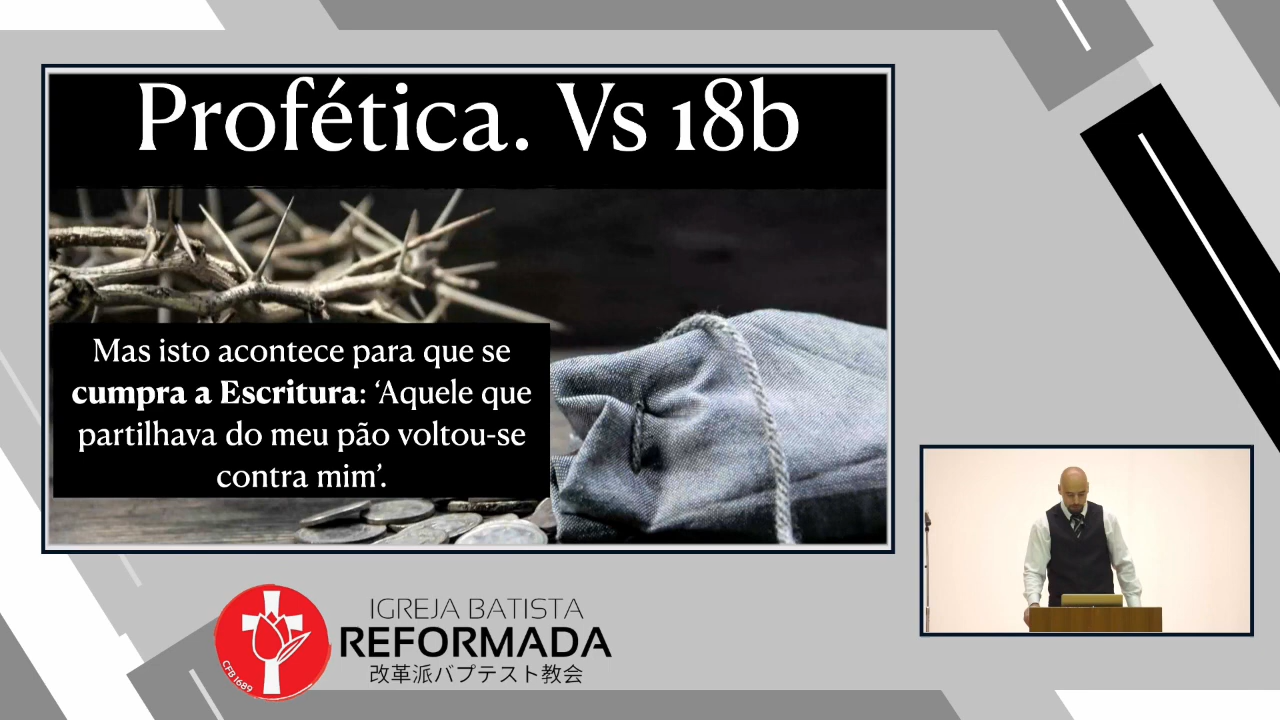 Profética. Vs 18b
Mas isto acontece para que se
cumpra a Escritura: ‘Aquele que
partilhava do meu pão voltou-se
contra mim’.
IGREJA BATISTA
REFORMADA
改革派バプテスト教会
CFB 1689